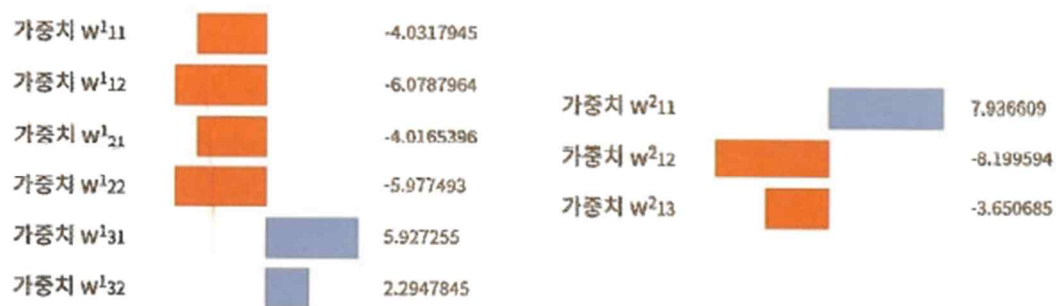 가중치 W¹11 -4.0317945
가중치 W¹12 -6.0787964
가중치 W¹21 -4.0165396
가중치 W¹22 -5.977493
가중치 W¹31 5.927255
가중치 W¹32 2.2947845
가중치 W²11 7.936609
가중치 W²12 -8.199594
가중치 W²13 -3.650685